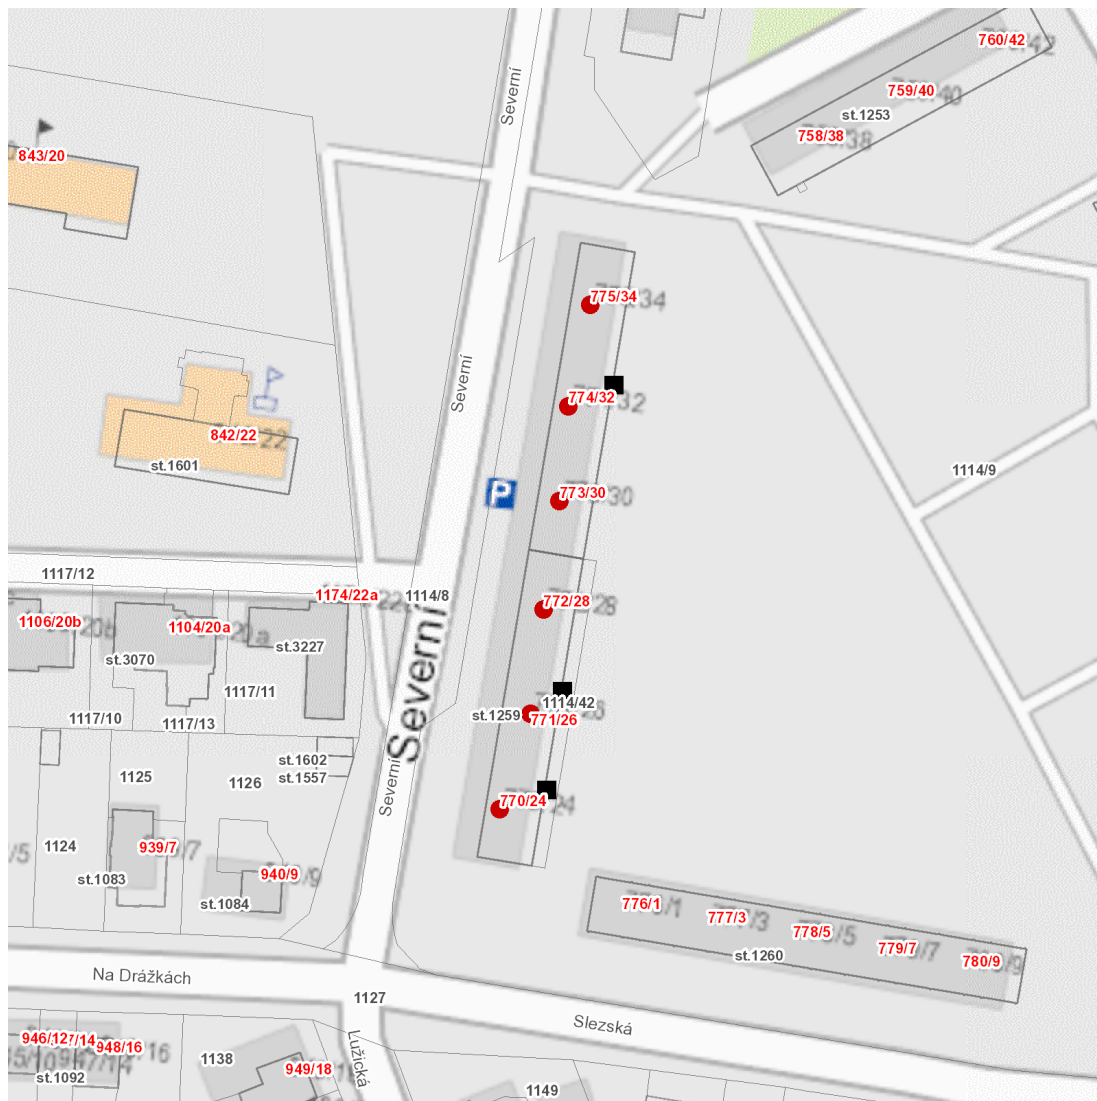 760/42
759/40
st.1253
758/38
Severní
843/20
775/34
774/32
Severní
842/22
st.1601
P
773/30
1114/9
1117/12
1174/22a
1114/8
772/28
1106/20b
1104/20a
st.3227
st.3070
1117/11
Severní
1114/42
st.1259
771/26
1117/10
1117/13
st.1602
st.1557
1125
1126
Severní
770/24
1124
939/7
/5
st.1083
940/9
st.1084
776/1
777/3
778/5
779/7
780/9
st.1260
Na Drážkách
1127
Slezská
946/12
948/16
1138
949/18
Lužická
st.1092
1149